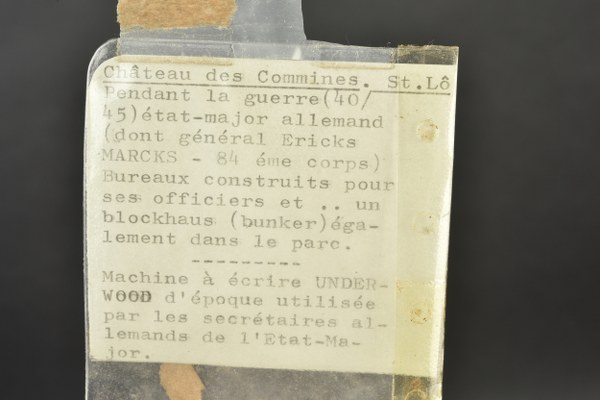 Château des Commines. St.Lô
Pendant la guerre(40/
45)état-major allemand
(dont général Ericks
MARCKS - 84 éme corps)
Bureaux construits pour
ses officiers et .. un
blockhaus (bunker)éga-
lement dans le parc.
---------
Machine à écrire UNDER-
WOOD d'époque utilisée
par les secrétaires al-
lemands de l'Etat-Ma-
jor.